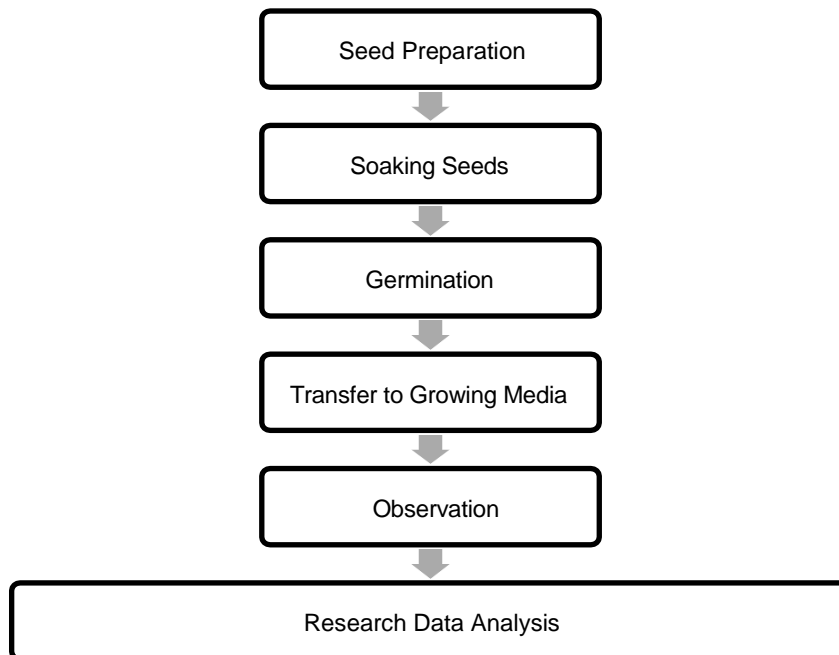 Seed Preparation
Soaking Seeds
Germination
Transfer to Growing Media
Observation
Research Data Analysis